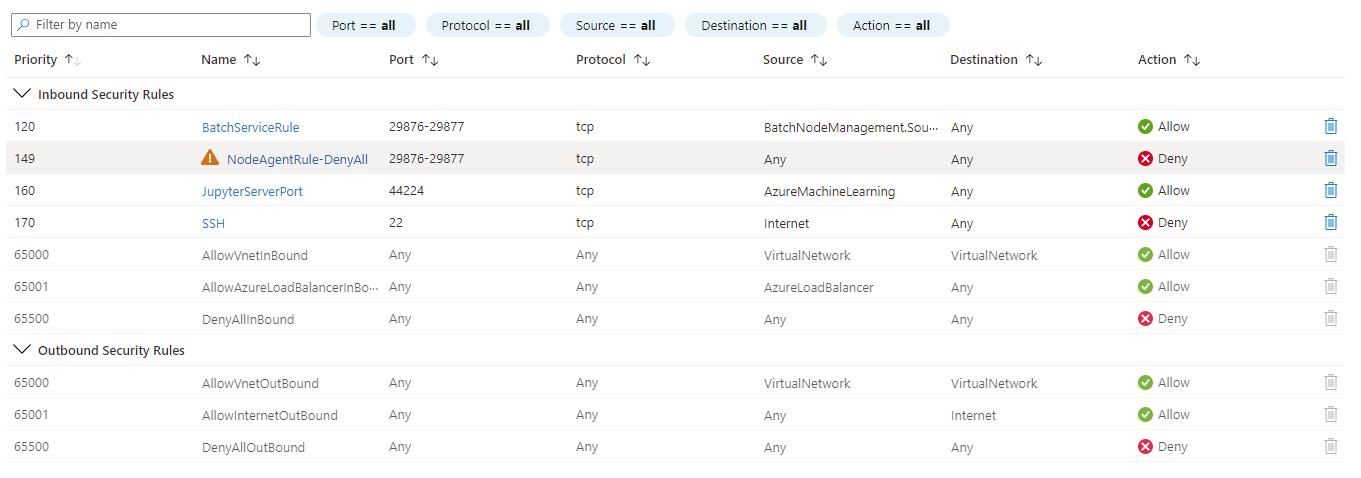 Filter by name Port == all Protocol == all Source == all Destination == all Action == all
Priority Name Port Protocol Source Destination Action
Inbound Security Rules
120 BatchServiceRule 29876-29877 tcp BatchNodeManagement.Sou... Any Allow
149 NodeAgentRule-DenyAll 29876-29877 tcp Any Any Deny
160 JupyterServerPort 44224 tcp AzureMachineLearning Any Allow
170 SSH 22 tcp Internet Any Deny
65000 AllowVnetInBound Any Any VirtualNetwork VirtualNetwork Allow
65001 AllowAzureLoadBalancerInBo... Any Any AzureLoadBalancer Any Allow
65500 DenyAllInBound Any Any Any Any Deny
Outbound Security Rules
65000 AllowVnetOutBound Any Any VirtualNetwork VirtualNetwork Allow
65001 AllowInternetOutBound Any Any Any Internet Allow
65500 DenyAllOutBound Any Any Any Any Deny